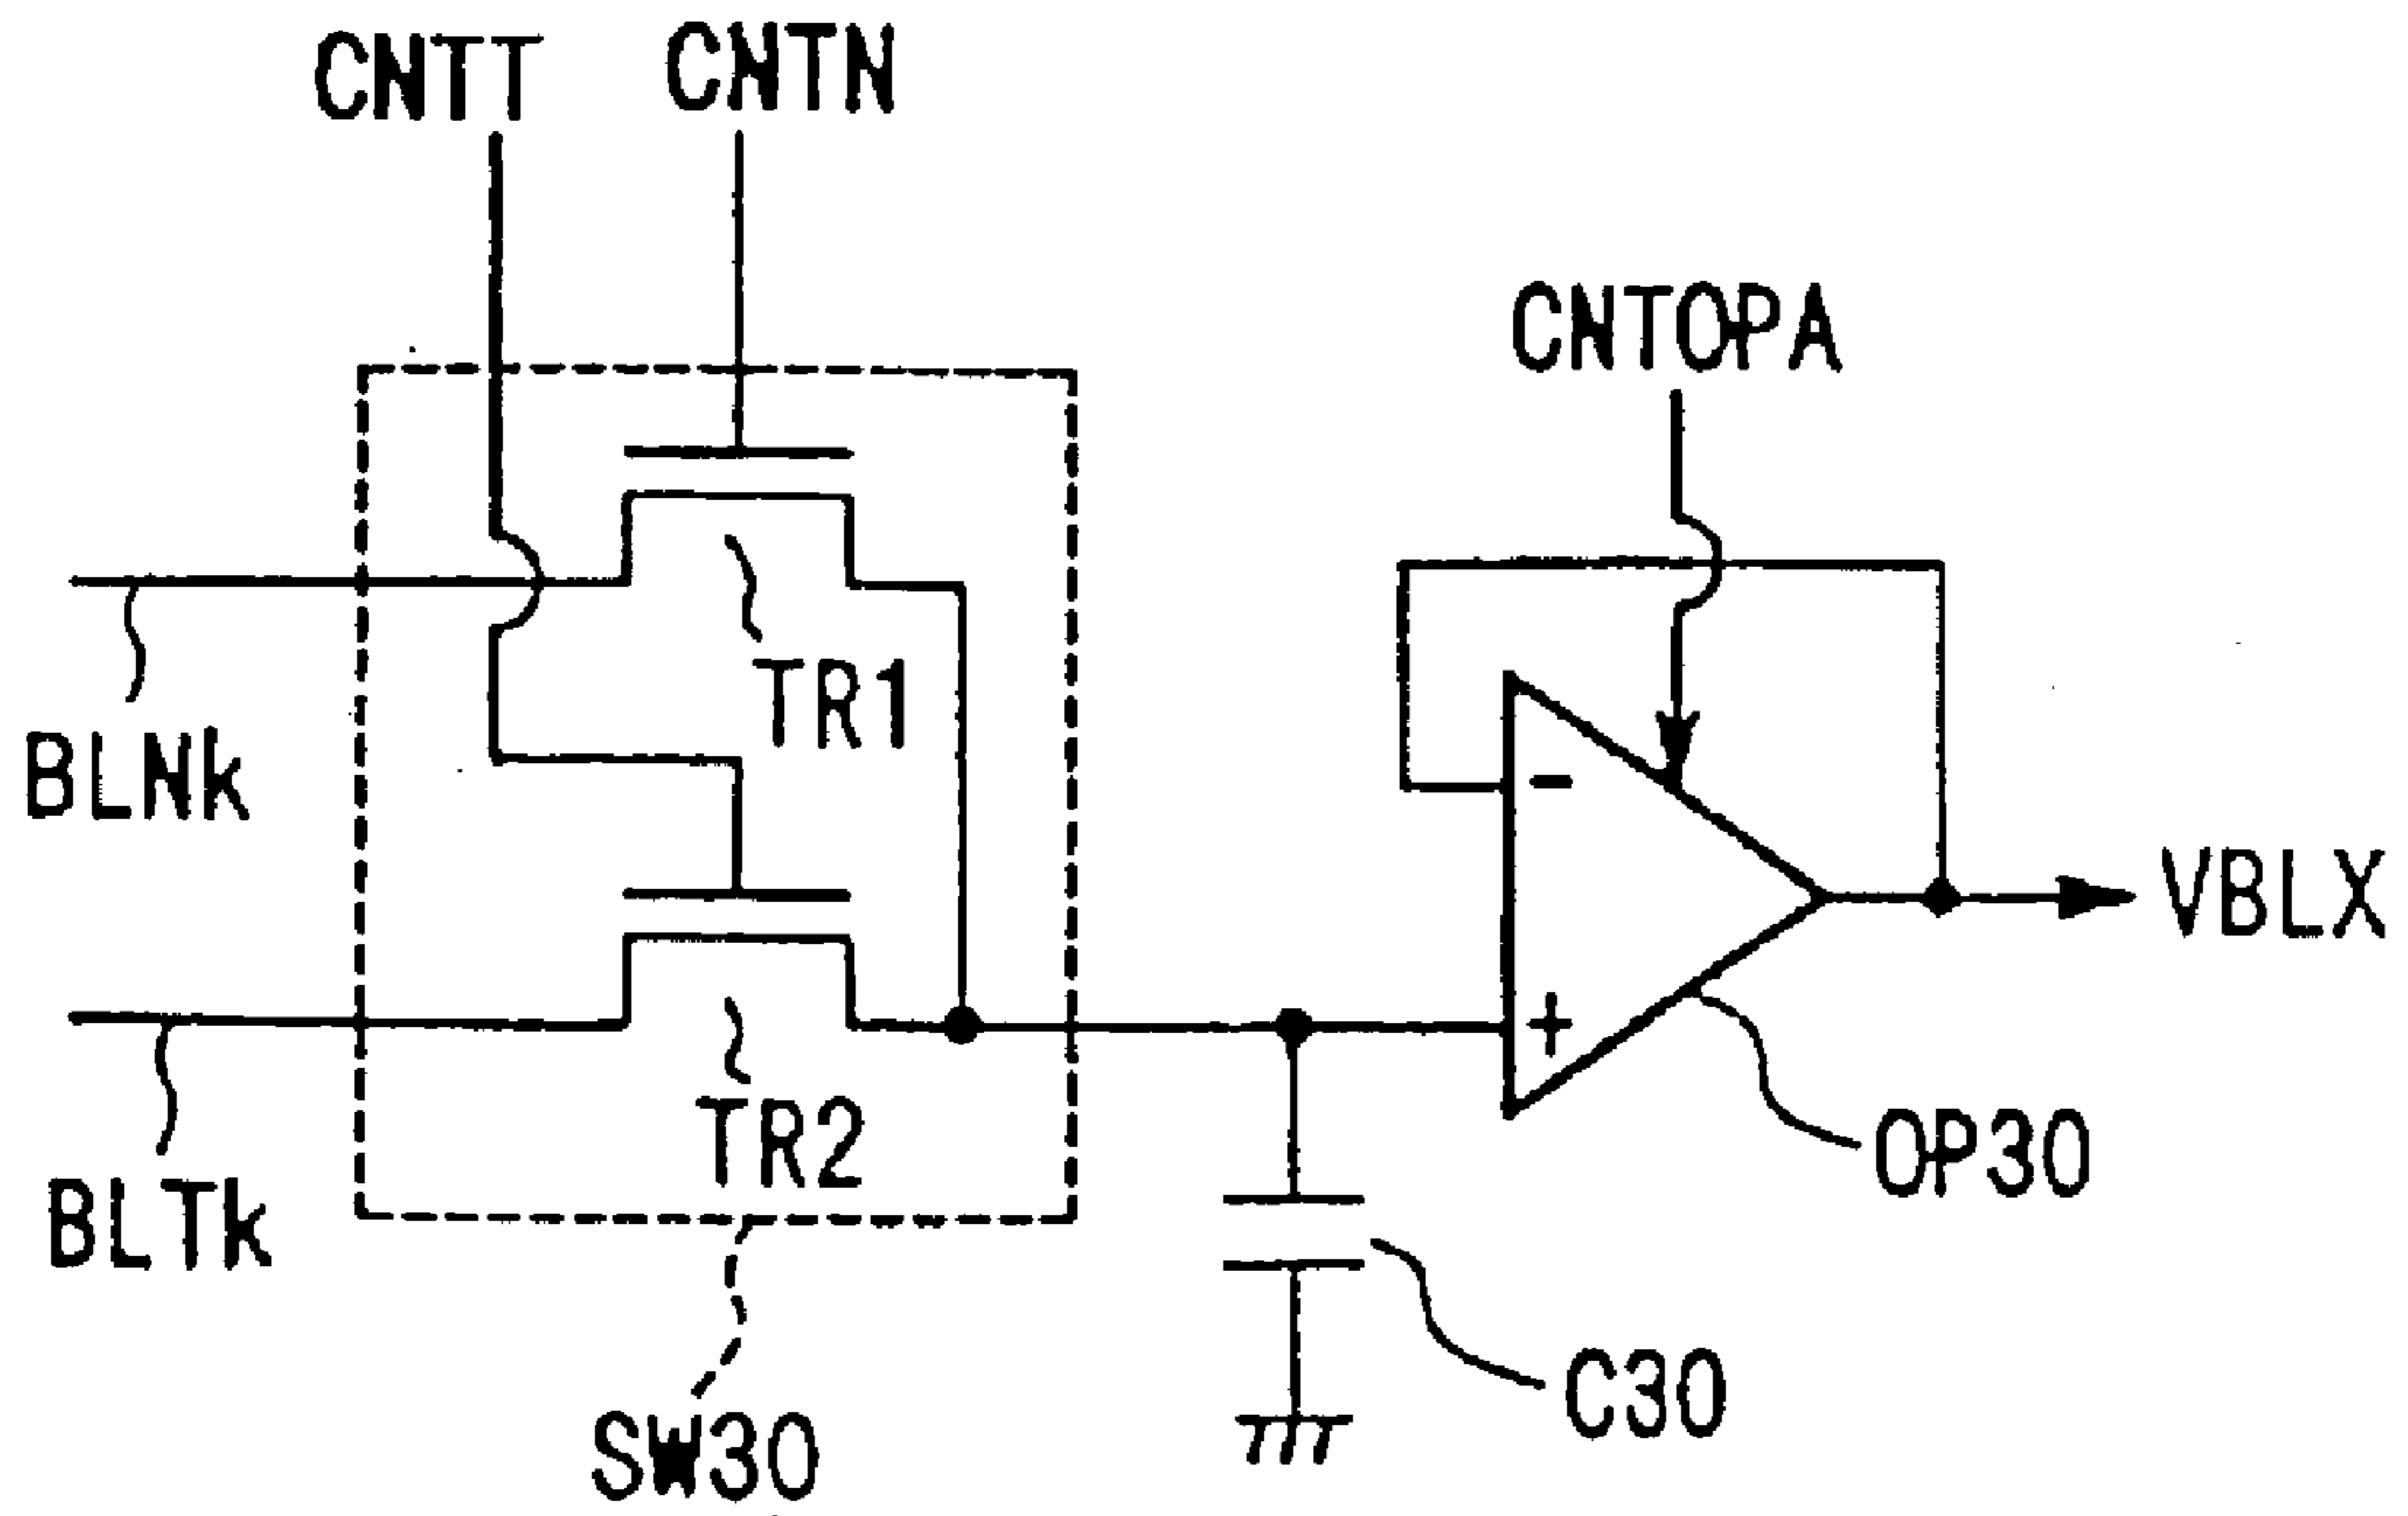 CNTT
CNTN
CNTOPA
TR1
BLNk
-
VBLX
+
TR2
OP30
BLTk
C30
SW30